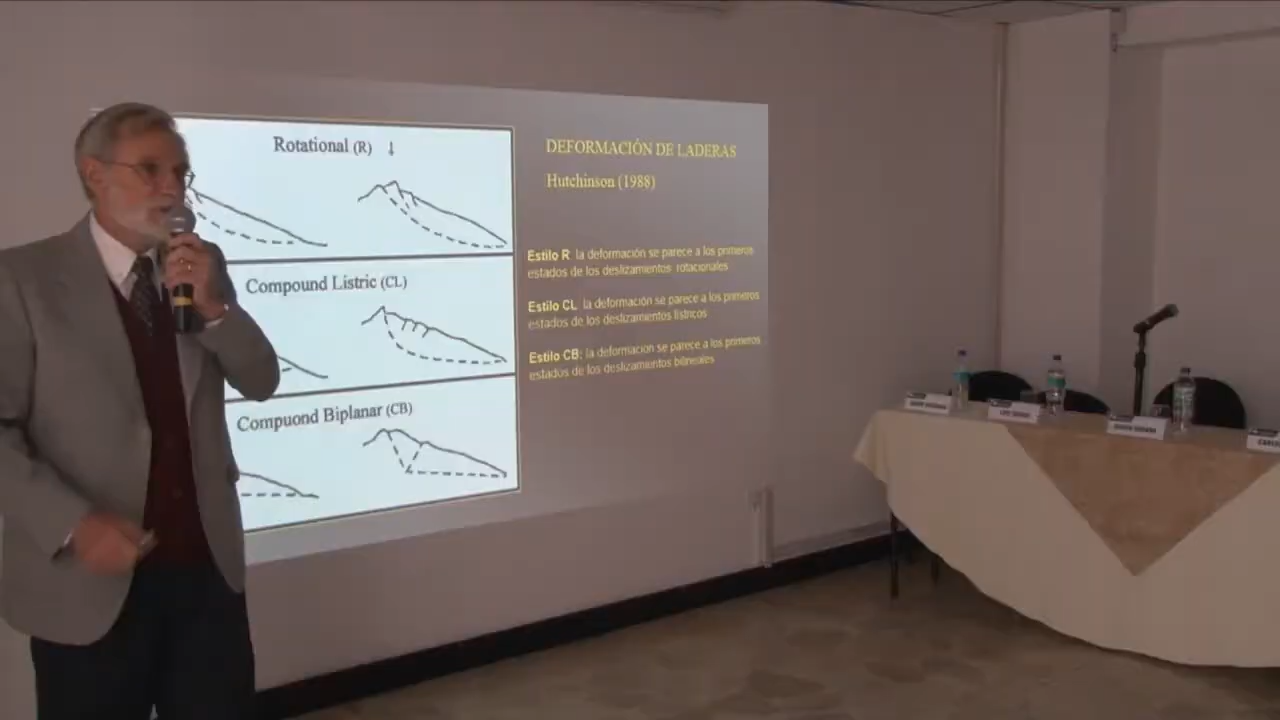 Rotational (R) ↓
Compound Listric (CL)
Compuond Biplanar (CB)
DEFORMACIÓN DE LADERAS
Hutchinson (1988)
Estilo R la deformación se parece a los primeros
estados de los deslizamientos rotacionales
Estilo CL la deformación se parece a los primeros
estados de los deslizamientos lístricos
Estilo CB: la deformación se parece a los primeros
estados de los deslizamientos bilineales